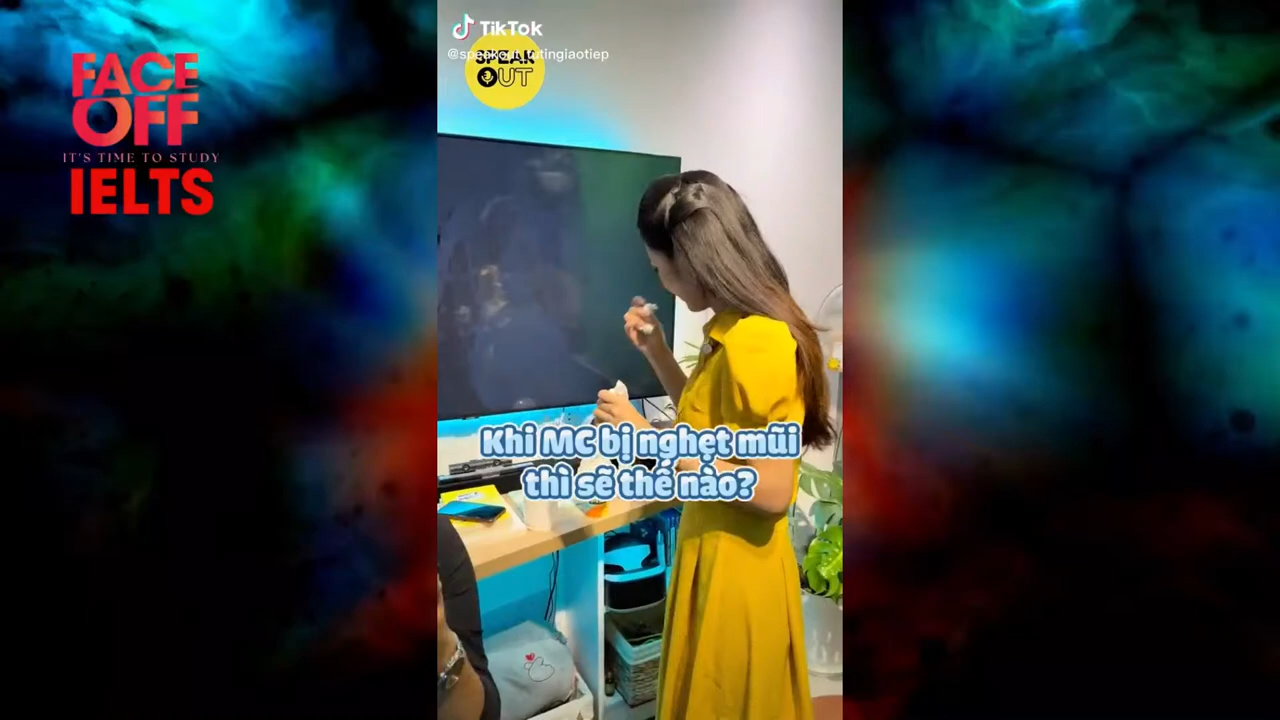 FACE
OFF
IT'S TIME TO STUDY
IELTS
TikTok
@speakout_tutingiaotiep
SPEAK
OUT
Khi MC bị nghẹt mũi
thì sẽ thế nào?